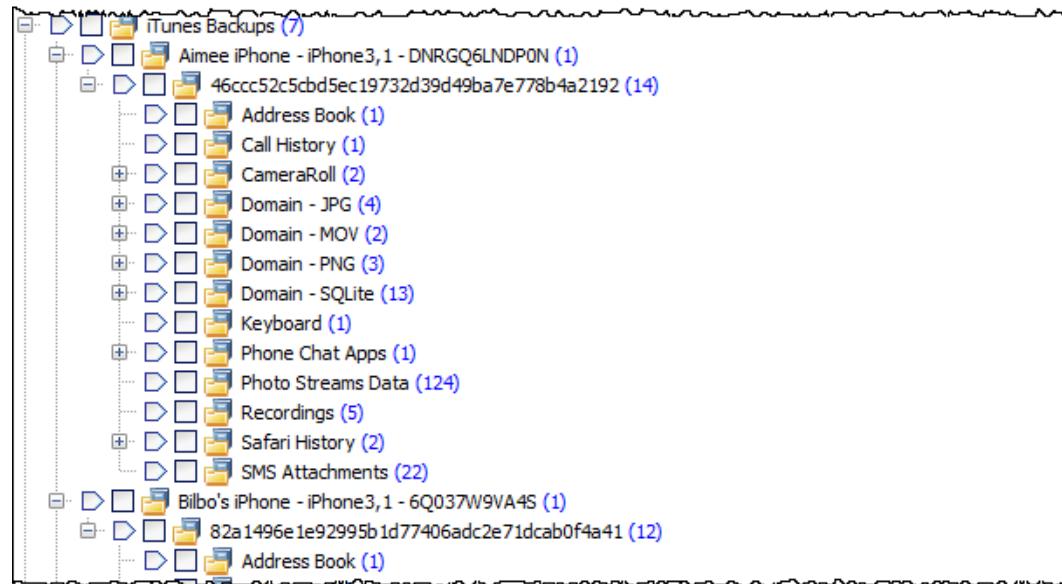 iTunes Backups (7)
Aimee iPhone - iPhone3,1 - DNRGQ6LNDP0N (1)
46ccc52c5cbd5ec19732d39d49ba7e778b4a2192 (14)
Address Book (1)
Call History (1)
CameraRoll (2)
Domain - JPG (4)
Domain - MOV (2)
Domain - PNG (3)
Domain - SQLite (13)
Keyboard (1)
Phone Chat Apps (1)
Photo Streams Data (124)
Recordings (5)
Safari History (2)
SMS Attachments (22)
Bilbo's iPhone - iPhone3,1 - 6Q037W9VA4S (1)
82a1496e1e92995b1d77406adc2e71dcab0f4a41 (12)
Address Book (1)